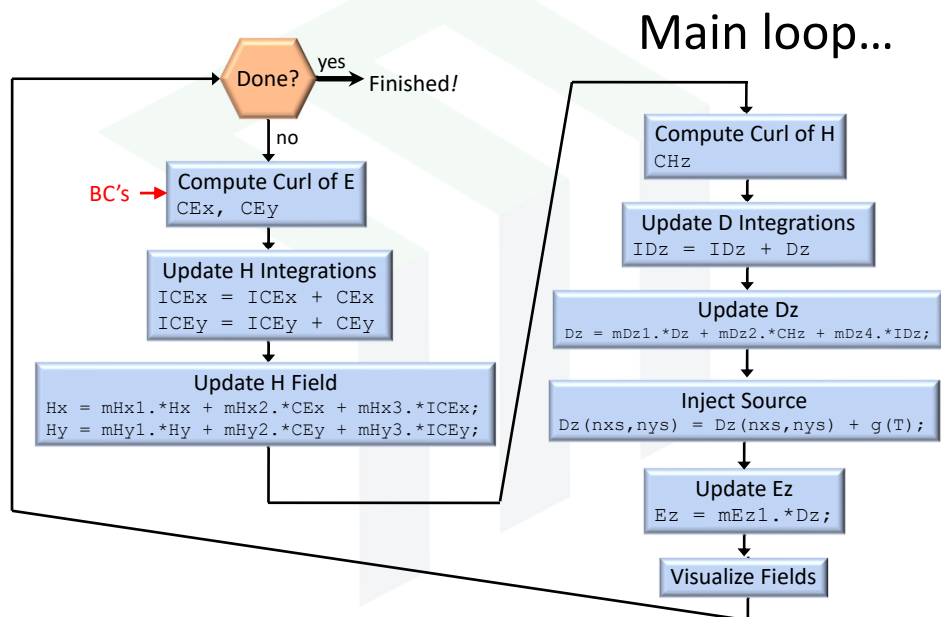 Main loop…
Done?
yes
Finished!
no
BC's
Compute Curl of E
CEx, CEy
Update H Integrations
ICEx = ICEx + CEx
ICEy = ICEy + CEy
Update H Field
Hx = mHx1.*Hx + mHx2.*CEx + mHx3.*ICEx;
Hy = mHy1.*Hy + mHy2.*CEy + mHy3.*ICEy;
Compute Curl of H
CHz
Update D Integrations
IDz = IDz + Dz
Update Dz
Dz = mDz1.*Dz + mDz2.*CHz + mDz4.*IDz;
Inject Source
Dz(nxs,nys) = Dz(nxs,nys) + g(T);
Update Ez
Ez = mEz1.*Dz;
Visualize Fields